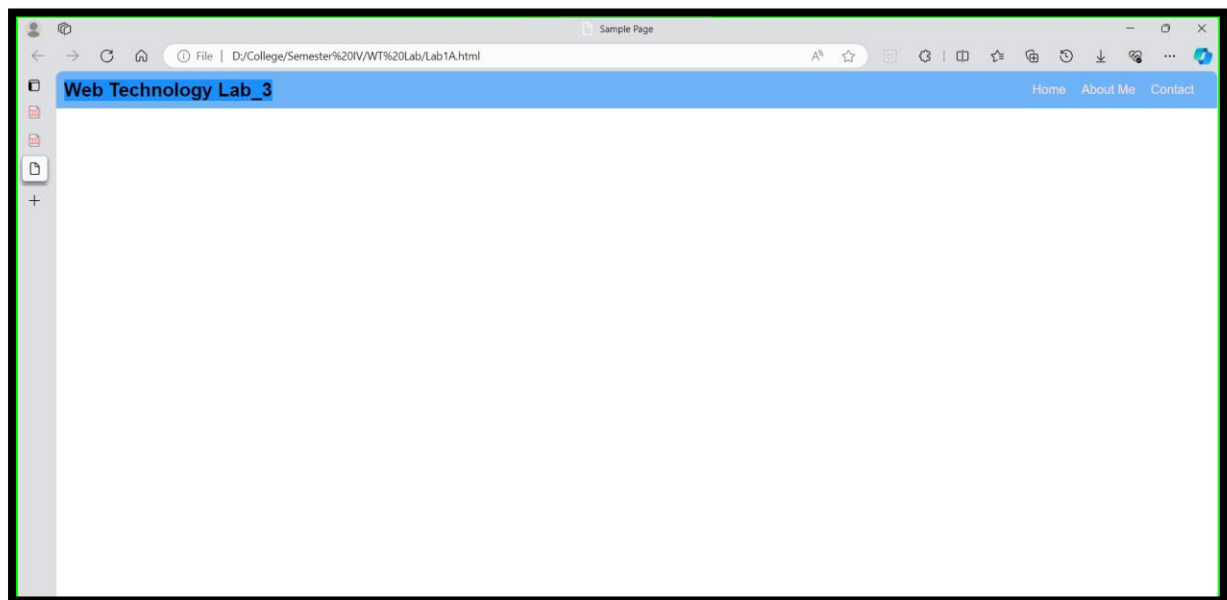 Sample Page
File | D:/College/Semester%20IV/WT%20Lab/Lab1A.html
Web Technology Lab_3
Home About Me Contact